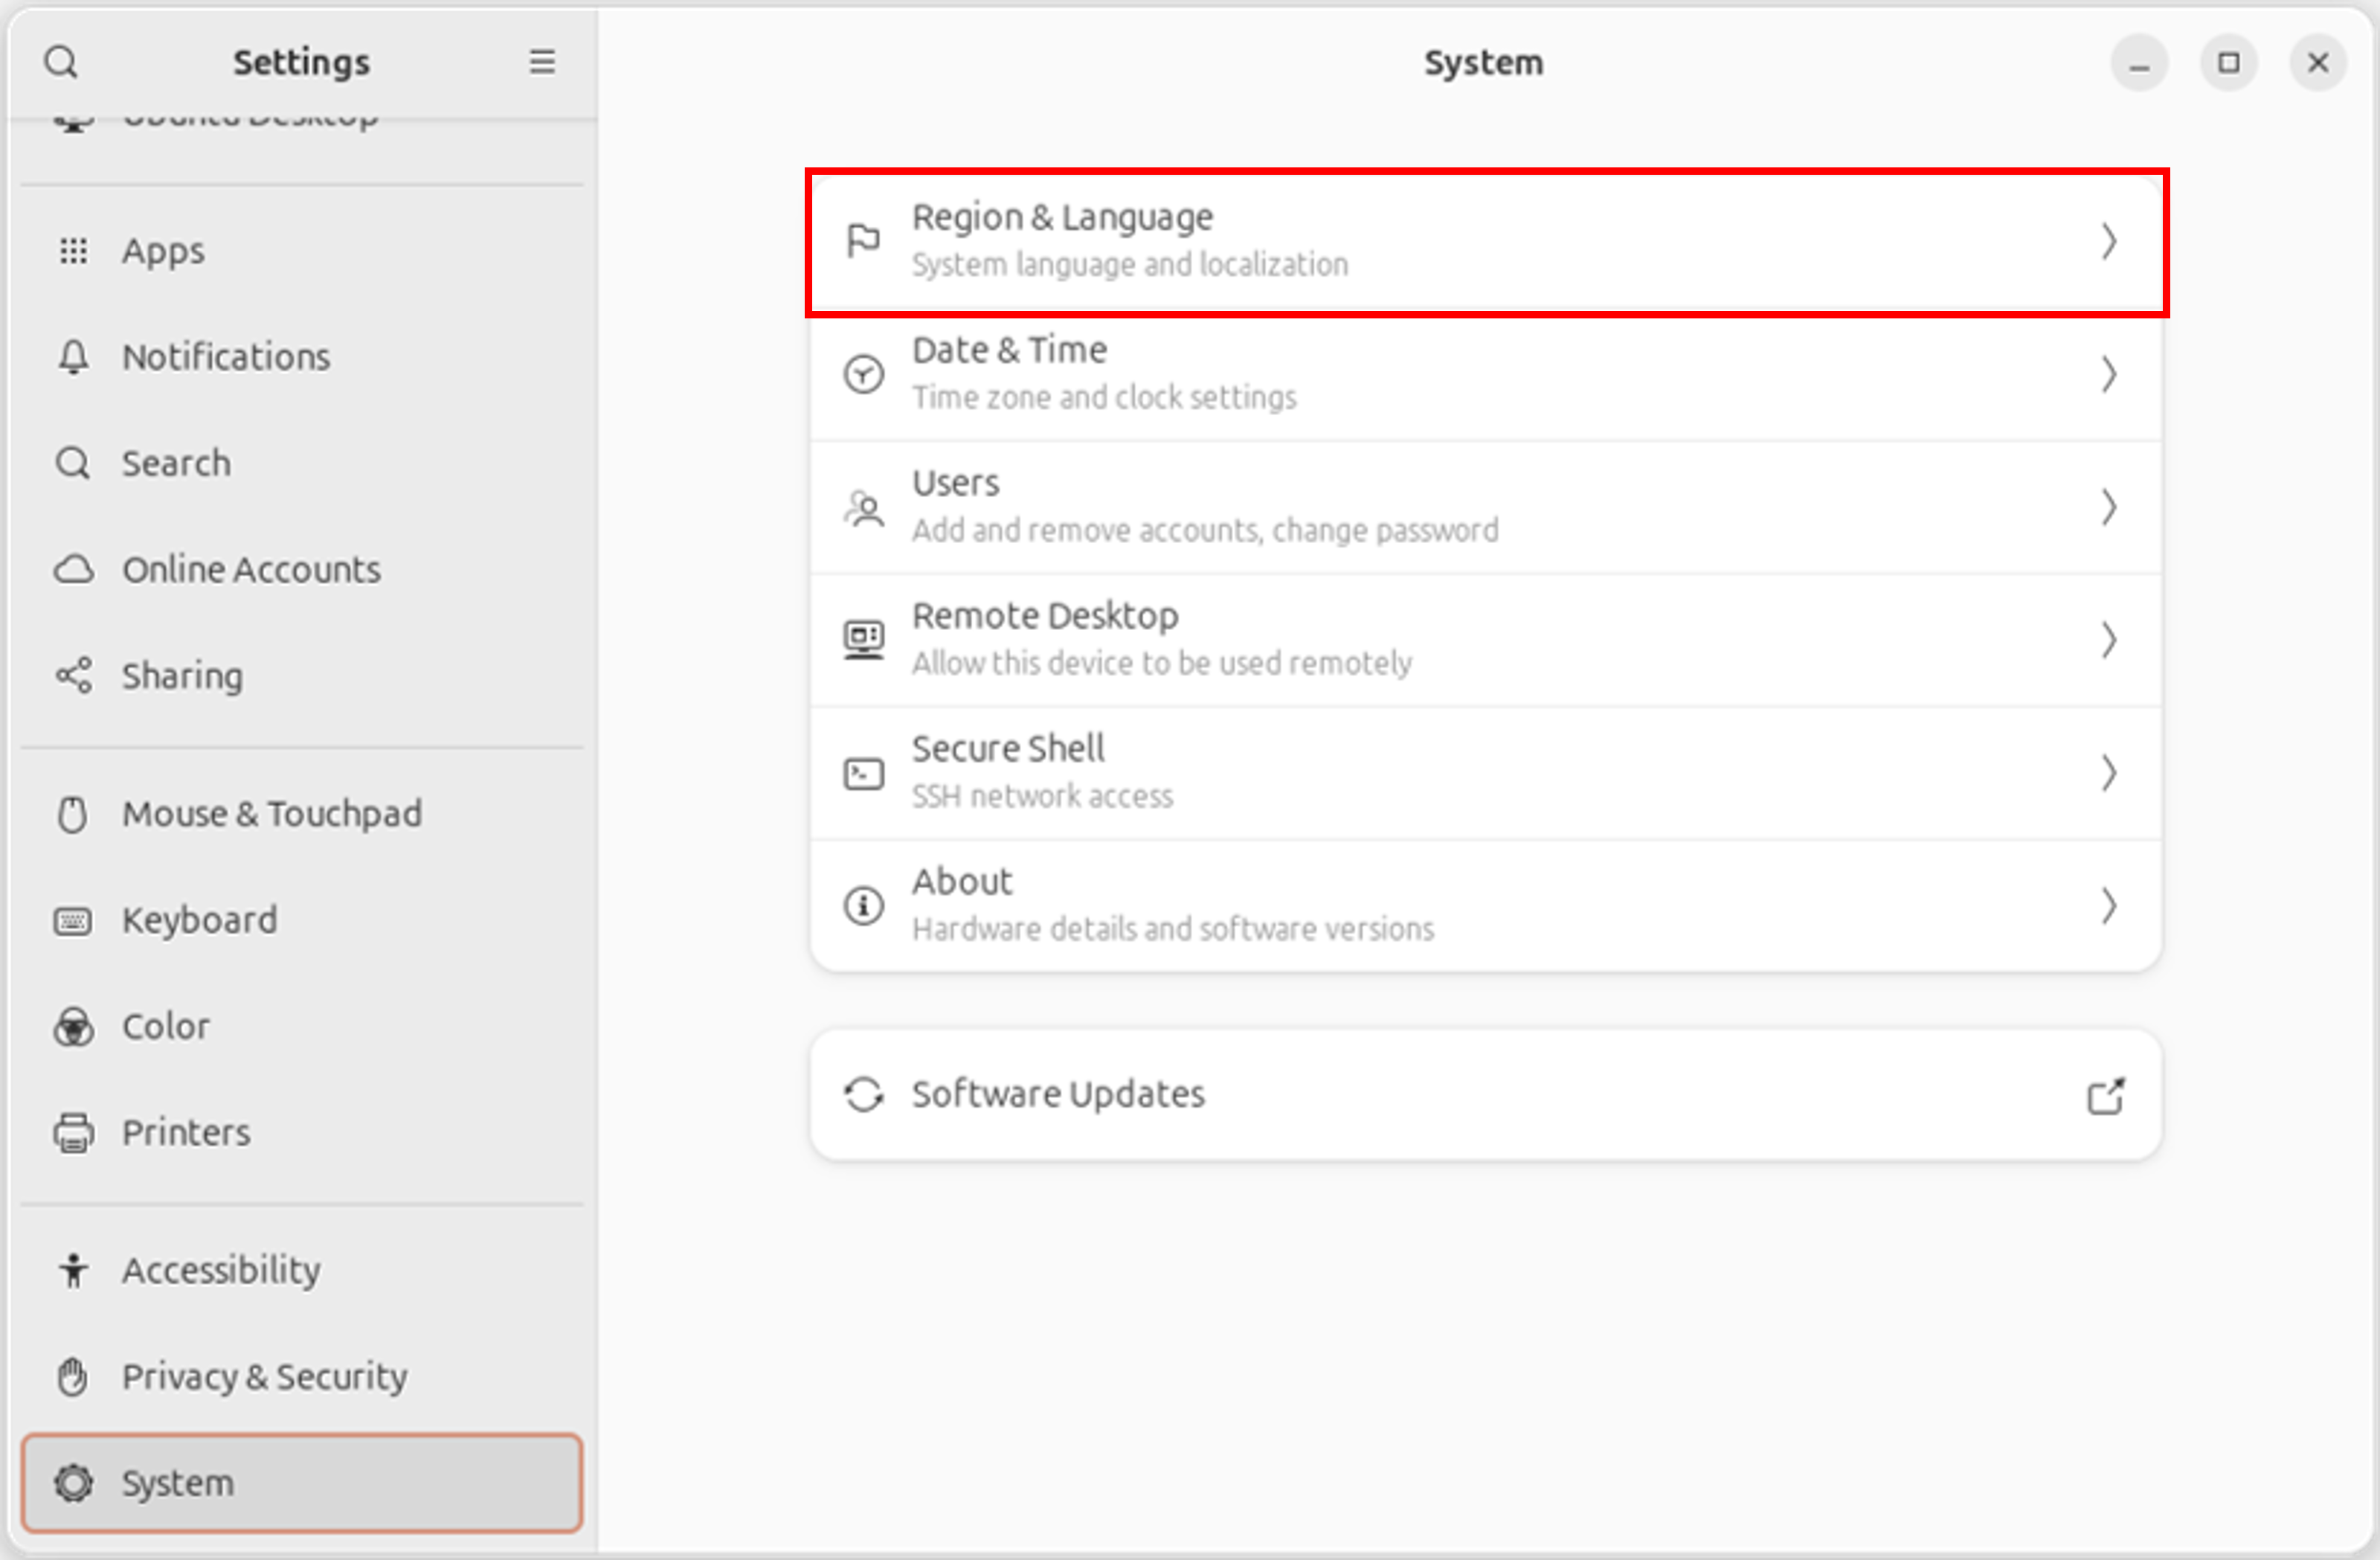 Settings
Ubuntu Desktop
Apps
Notifications
Search
Online Accounts
Sharing
Mouse & Touchpad
Keyboard
Color
Printers
Accessibility
Privacy & Security
System
System
Region & Language
System language and localization
Date & Time
Time zone and clock settings
Users
Add and remove accounts, change password
Remote Desktop
Allow this device to be used remotely
Secure Shell
SSH network access
About
Hardware details and software versions
Software Updates